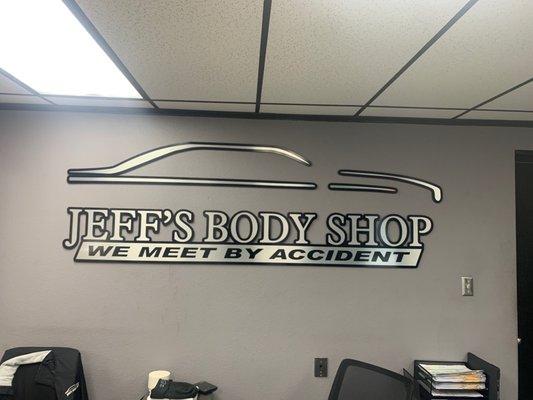 JEFF'S BODY SHOP
WE MEET BY ACCIDENT